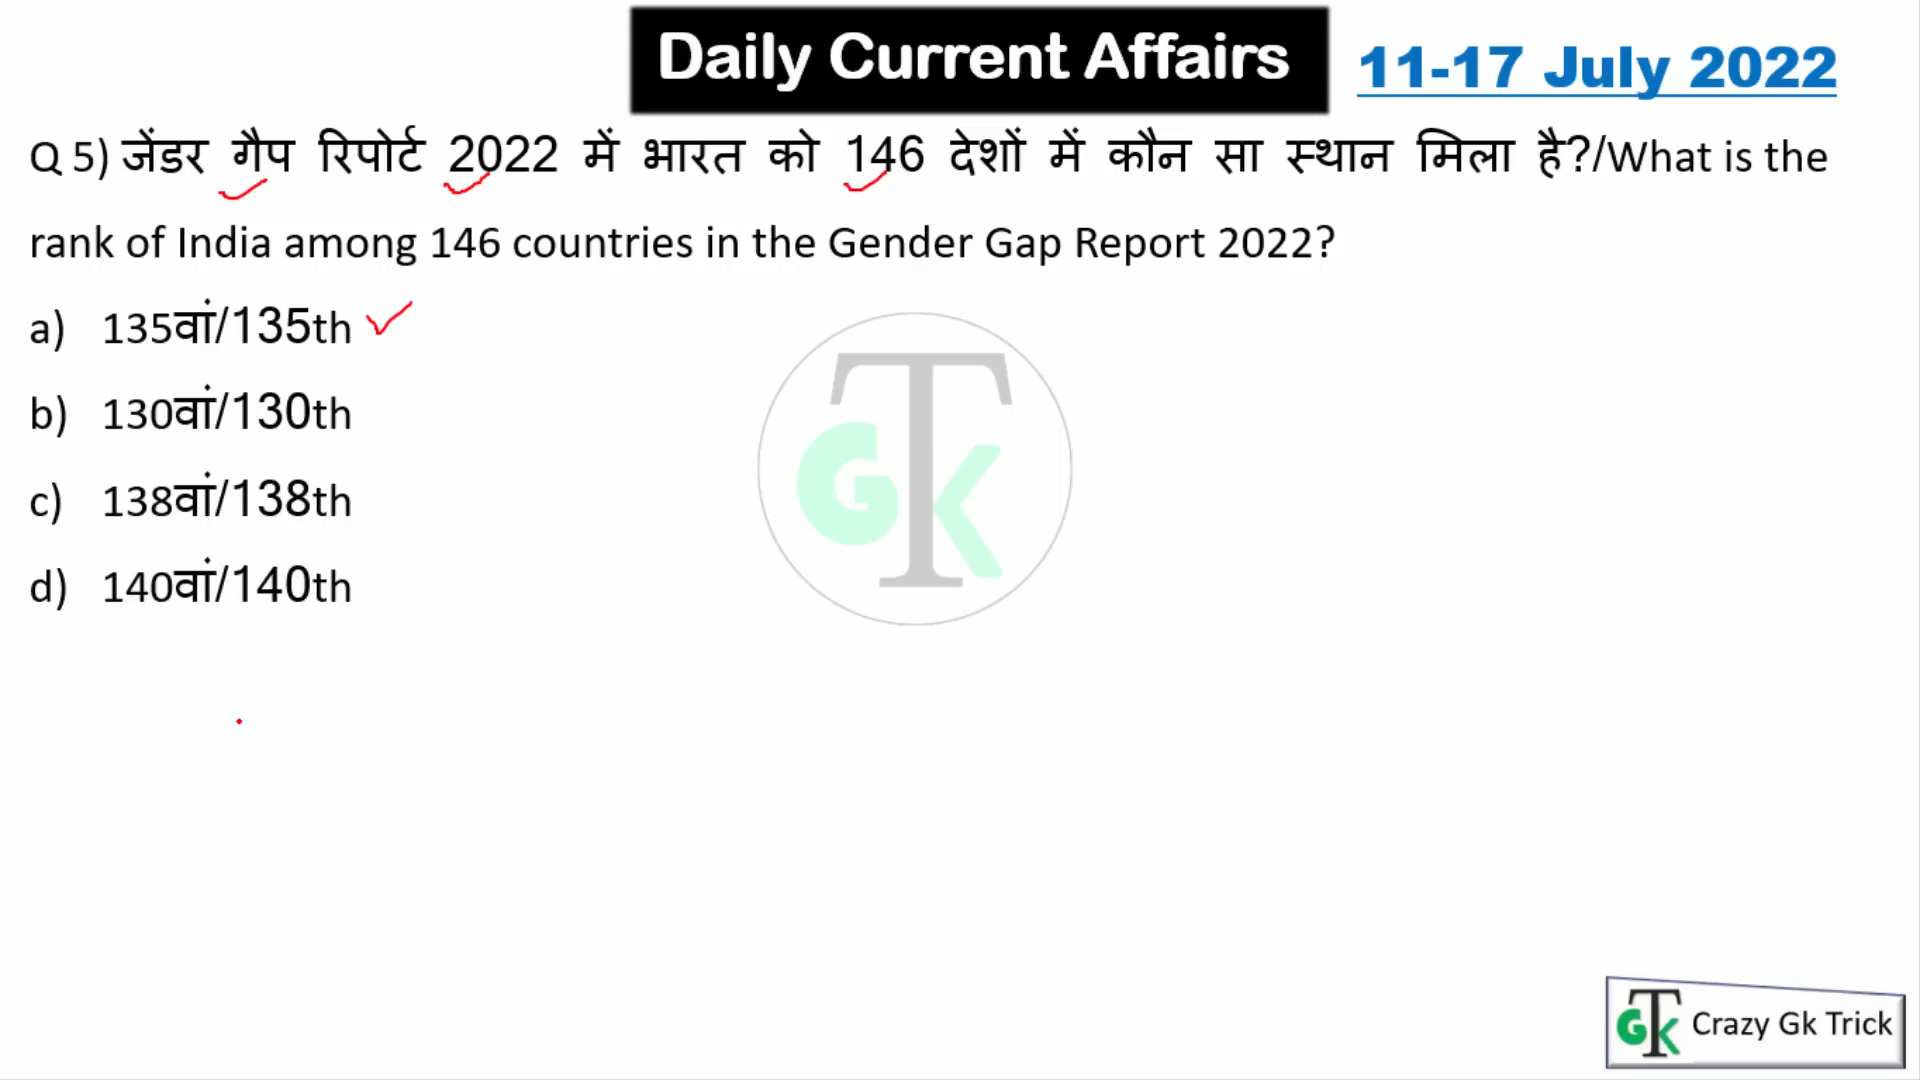 Daily Current Affairs
11-17 July 2022
Q 5) जेंडर गैप रिपोर्ट 2022 में भारत को 146 देशों में कौन सा स्थान मिला है?/What is the
rank of India among 146 countries in the Gender Gap Report 2022?
a) 135वां/135th
b) 130वां/130th
c) 138वां/138th
d) 140वां/140th
GTK
GTK Crazy Gk Trick